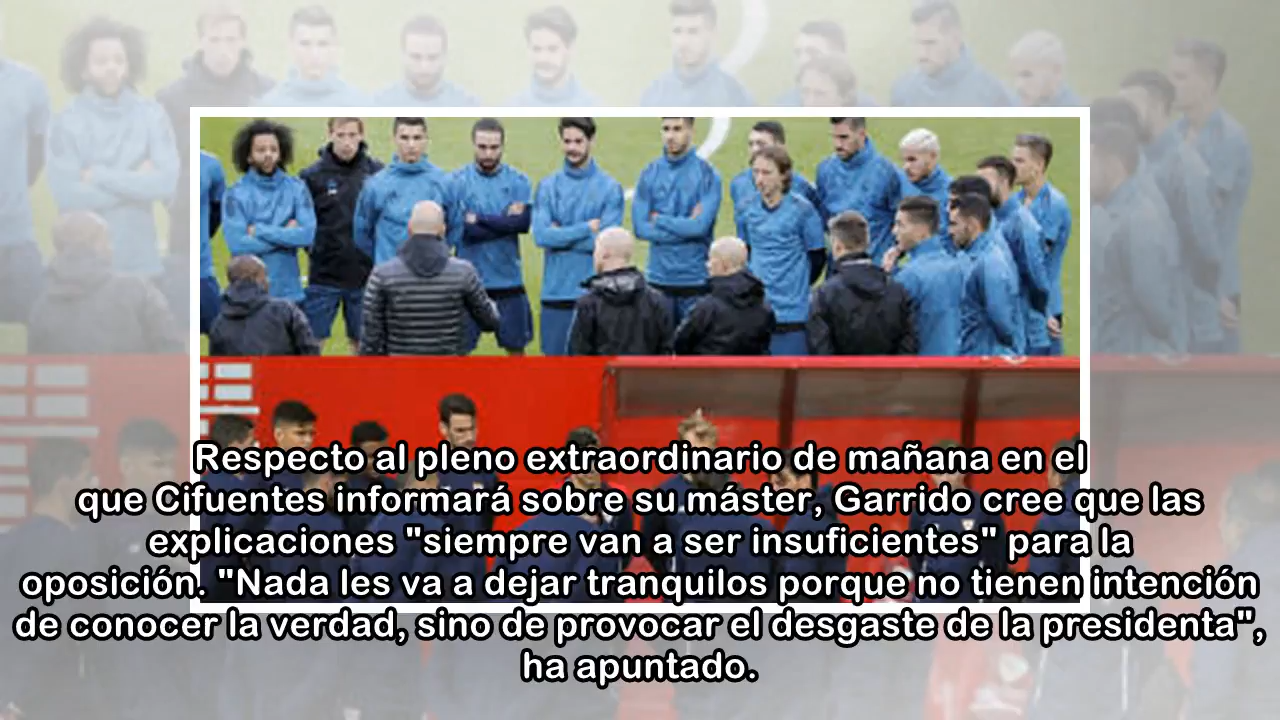 Respecto al pleno extraordinario de mañana en el
que Cifuentes informará sobre su máster, Garrido cree que las
explicaciones "siempre van a ser insuficientes" para la
oposición. "Nada les va a dejar tranquilos porque no tienen intención
de conocer la verdad, sino de provocar el desgaste de la presidenta",
ha apuntado.